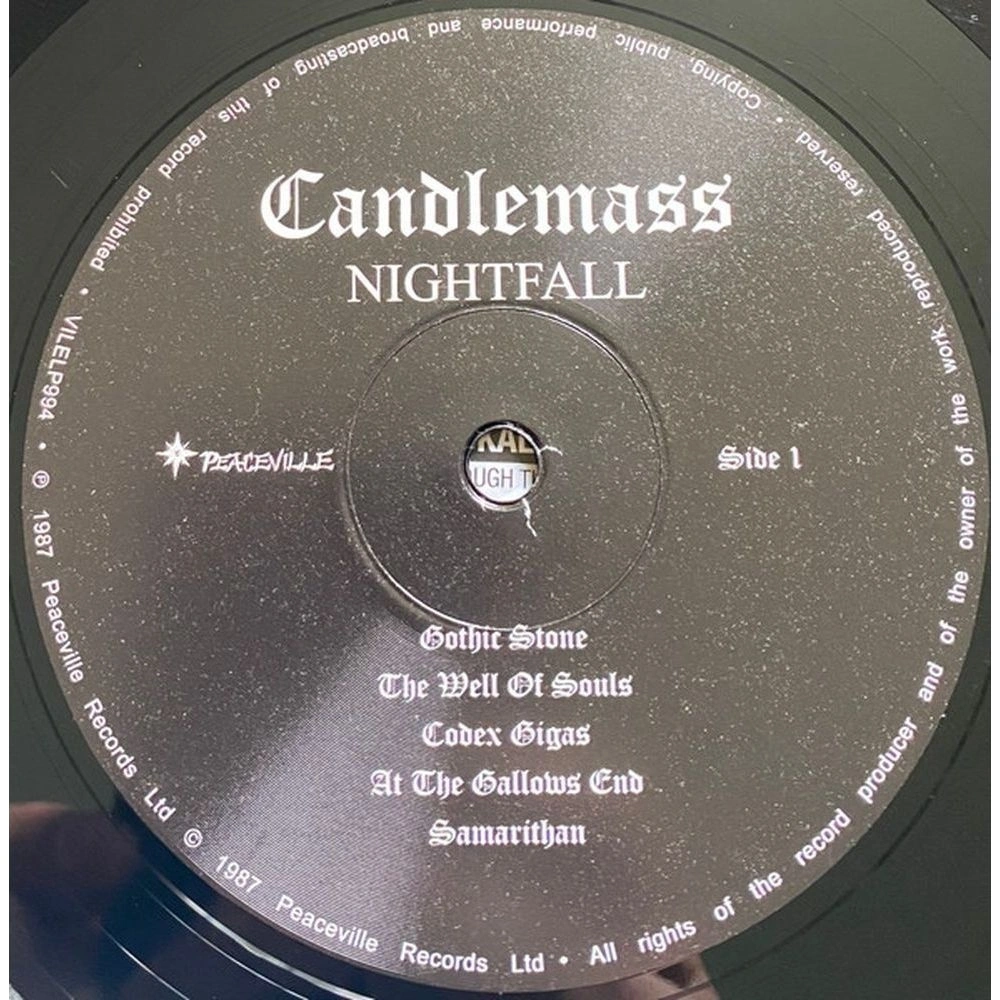 Candlemass
NIGHTFALL
PEACEVILLE
Side 1
KAL
UGH T
Gothic Stone
The Well Of Souls
Codex Gigas
At The Gallows End
Samarithan
VILELP994 • ℗ 1987 Peaceville Records Ltd © 1987 Peaceville Records Ltd • All rights of the record producer and of the owner of the work reproduced reserved • Copying, public performance and broadcasting of this record prohibited •